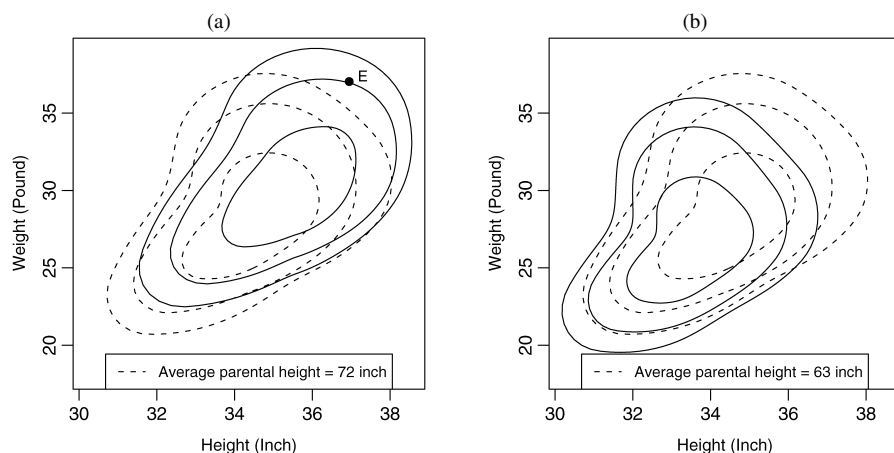 (a)
E
35
30
25
20
Weight (Pound)
Average parental height = 72 inch
30 32 34 36 38
Height (Inch)
(b)
35
30
25
20
Weight (Pound)
Average parental height = 63 inch
30 32 34 36 38
Height (Inch)